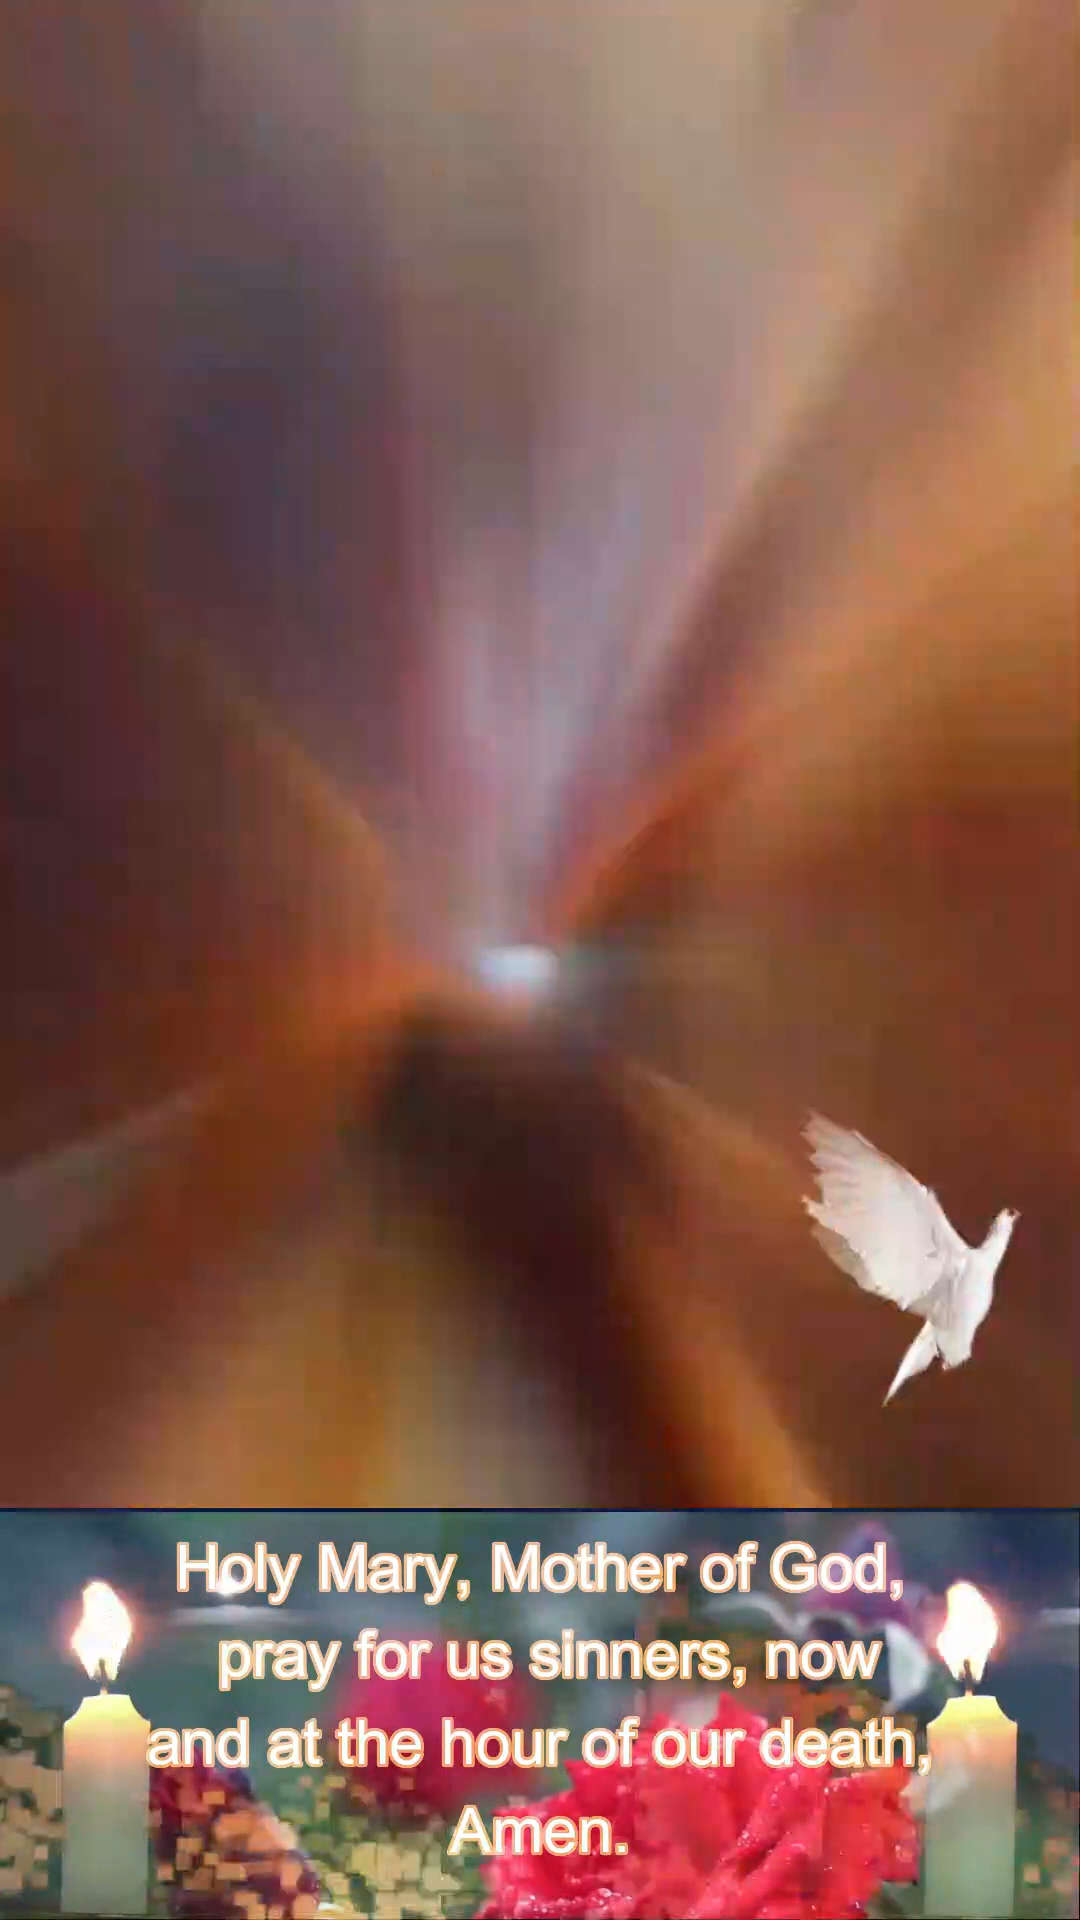 Holy Mary, Mother of God,
pray for us sinners, now
and at the hour of our death,
Amen.